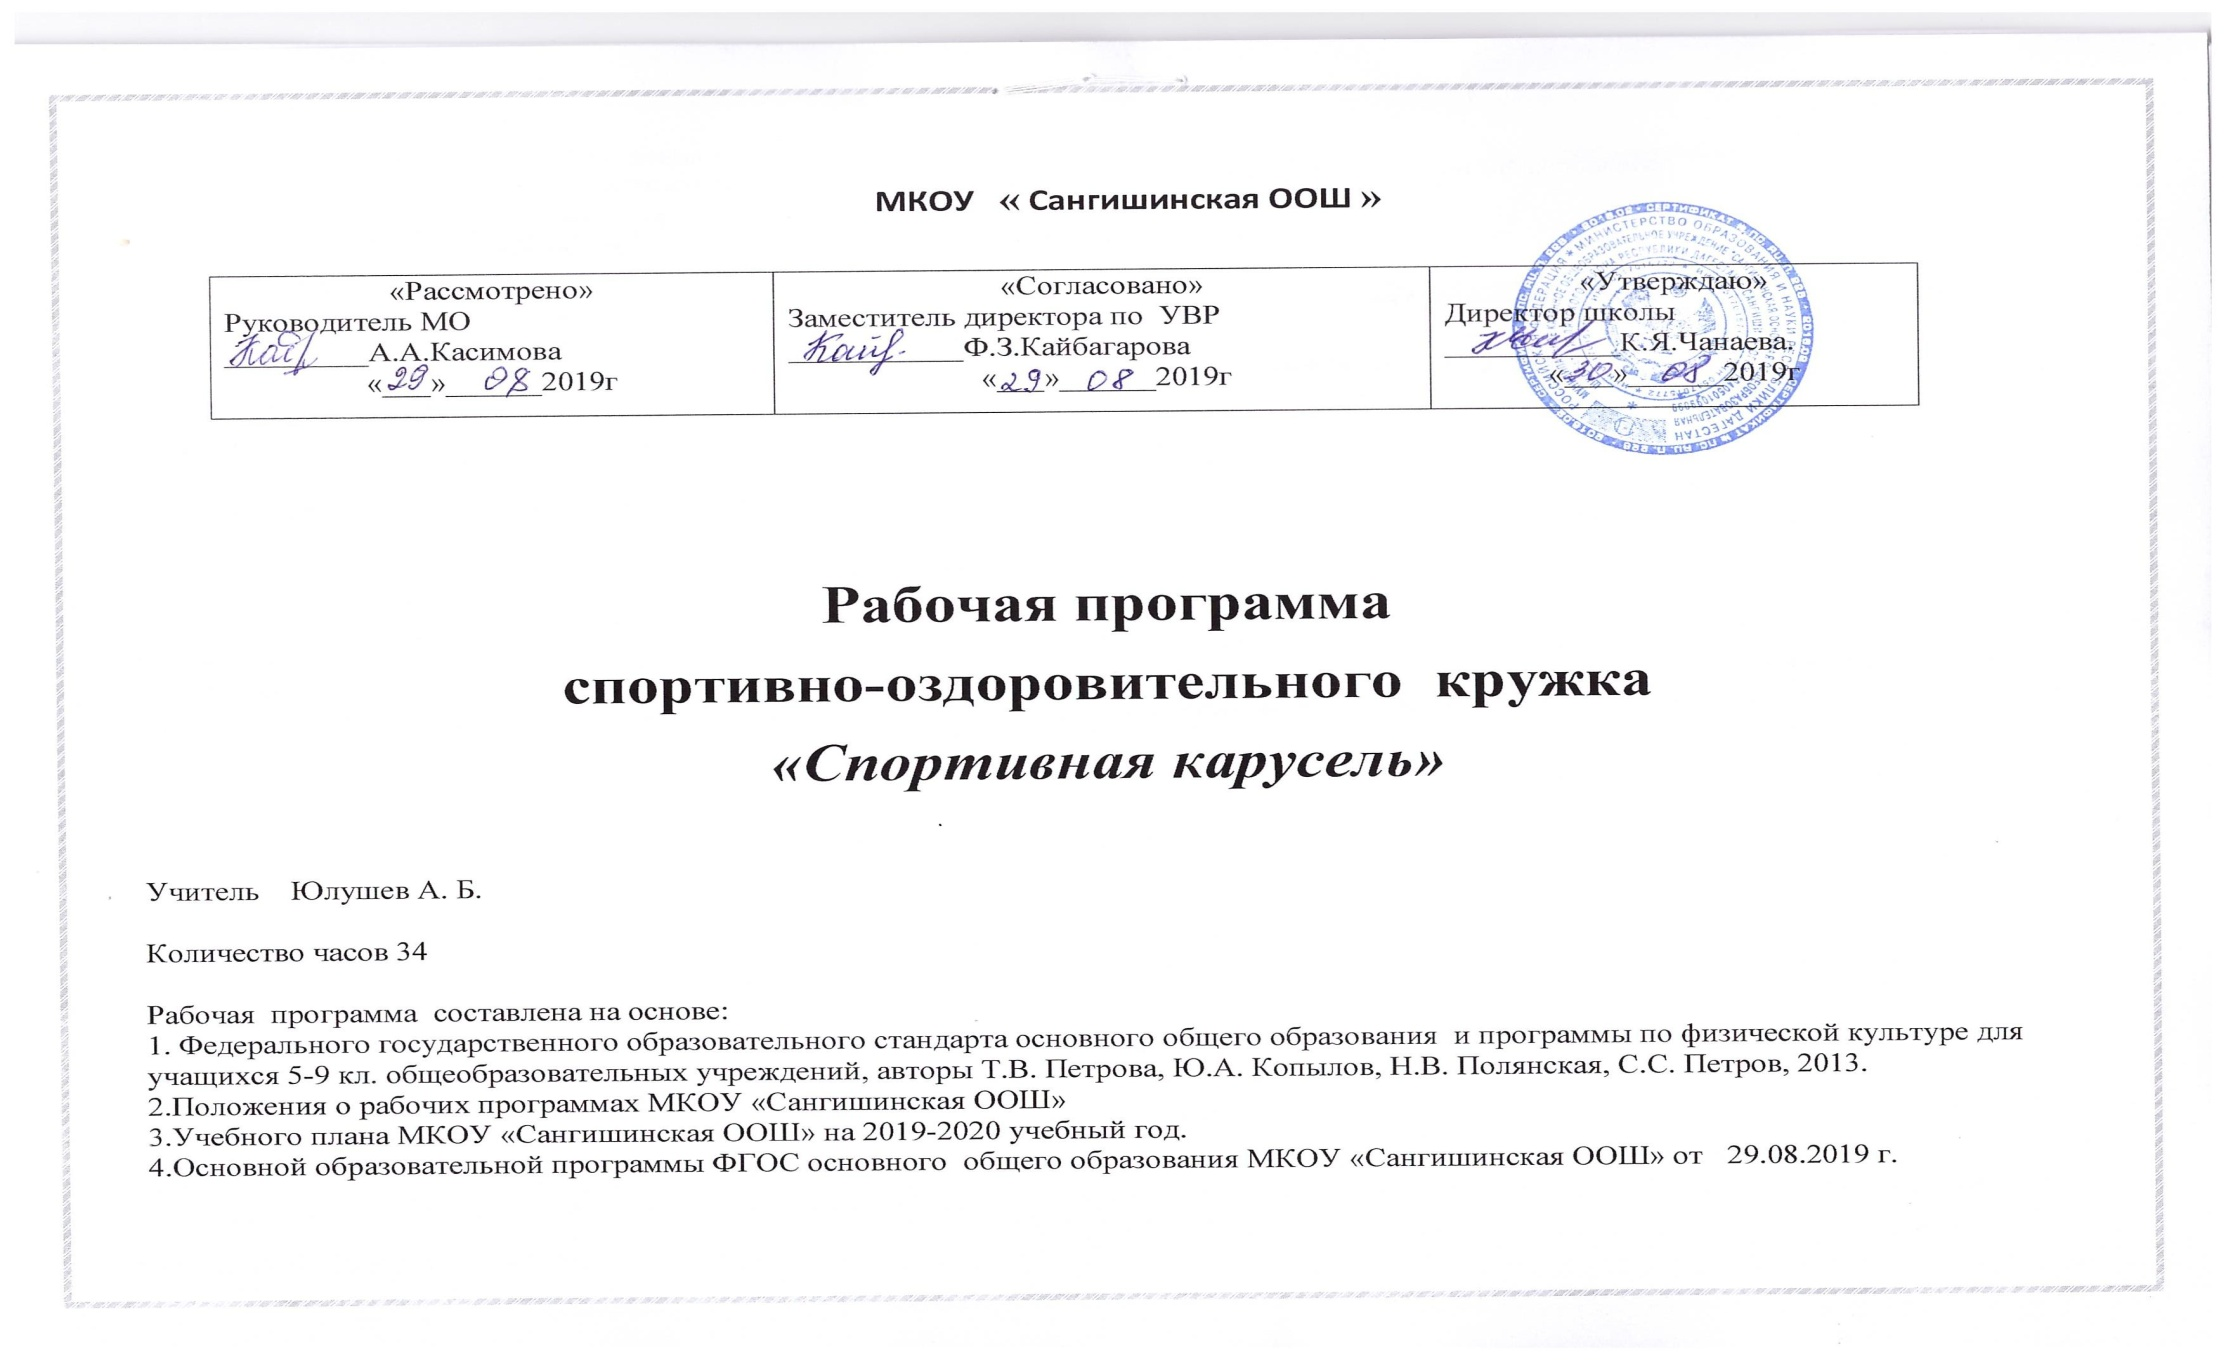 МКОУ « Сангишинская ООШ »
«Рассмотрено»
Руководитель МО
__________А.А.Касимова
«29» 08 2019г
«Согласовано»
Заместитель директора по УВР
____________Ф.З.Кайбагарова
«29» 08 2019г
«Утверждаю»
Директор школы
____________К.Я.Чанаева.
«30» 08 2019г
Рабочая программа
спортивно-оздоровительного кружка
«Спортивная карусель»
Учитель Юлушев А. Б.
Количество часов 34
Рабочая программа составлена на основе:
1. Федерального государственного образовательного стандарта основного общего образования и программы по физической культуре для
учащихся 5-9 кл. общеобразовательных учреждений, авторы Т.В. Петрова, Ю.А. Копылов, Н.В. Полянская, С.С. Петров, 2013.
2.Положения о рабочих программах МКОУ «Сангишинская ООШ»
3.Учебного плана МКОУ «Сангишинская ООШ» на 2019-2020 учебный год.
4.Основной образовательной программы ФГОС основного общего образования МКОУ «Сангишинская ООШ» от 29.08.2019 г.